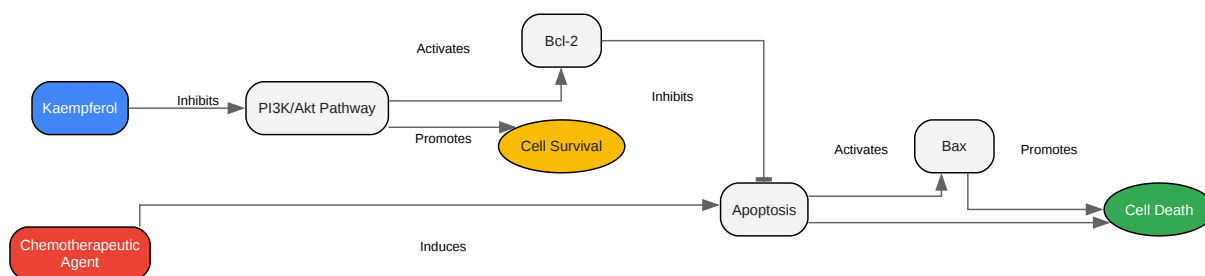 Bcl-2
Activates
Kaempferol
Inhibits
PI3K/Akt Pathway
Inhibits
Promotes
Cell Survival
Activates
Bax
Promotes
Apoptosis
Cell Death
Chemotherapeutic
Agent
Induces